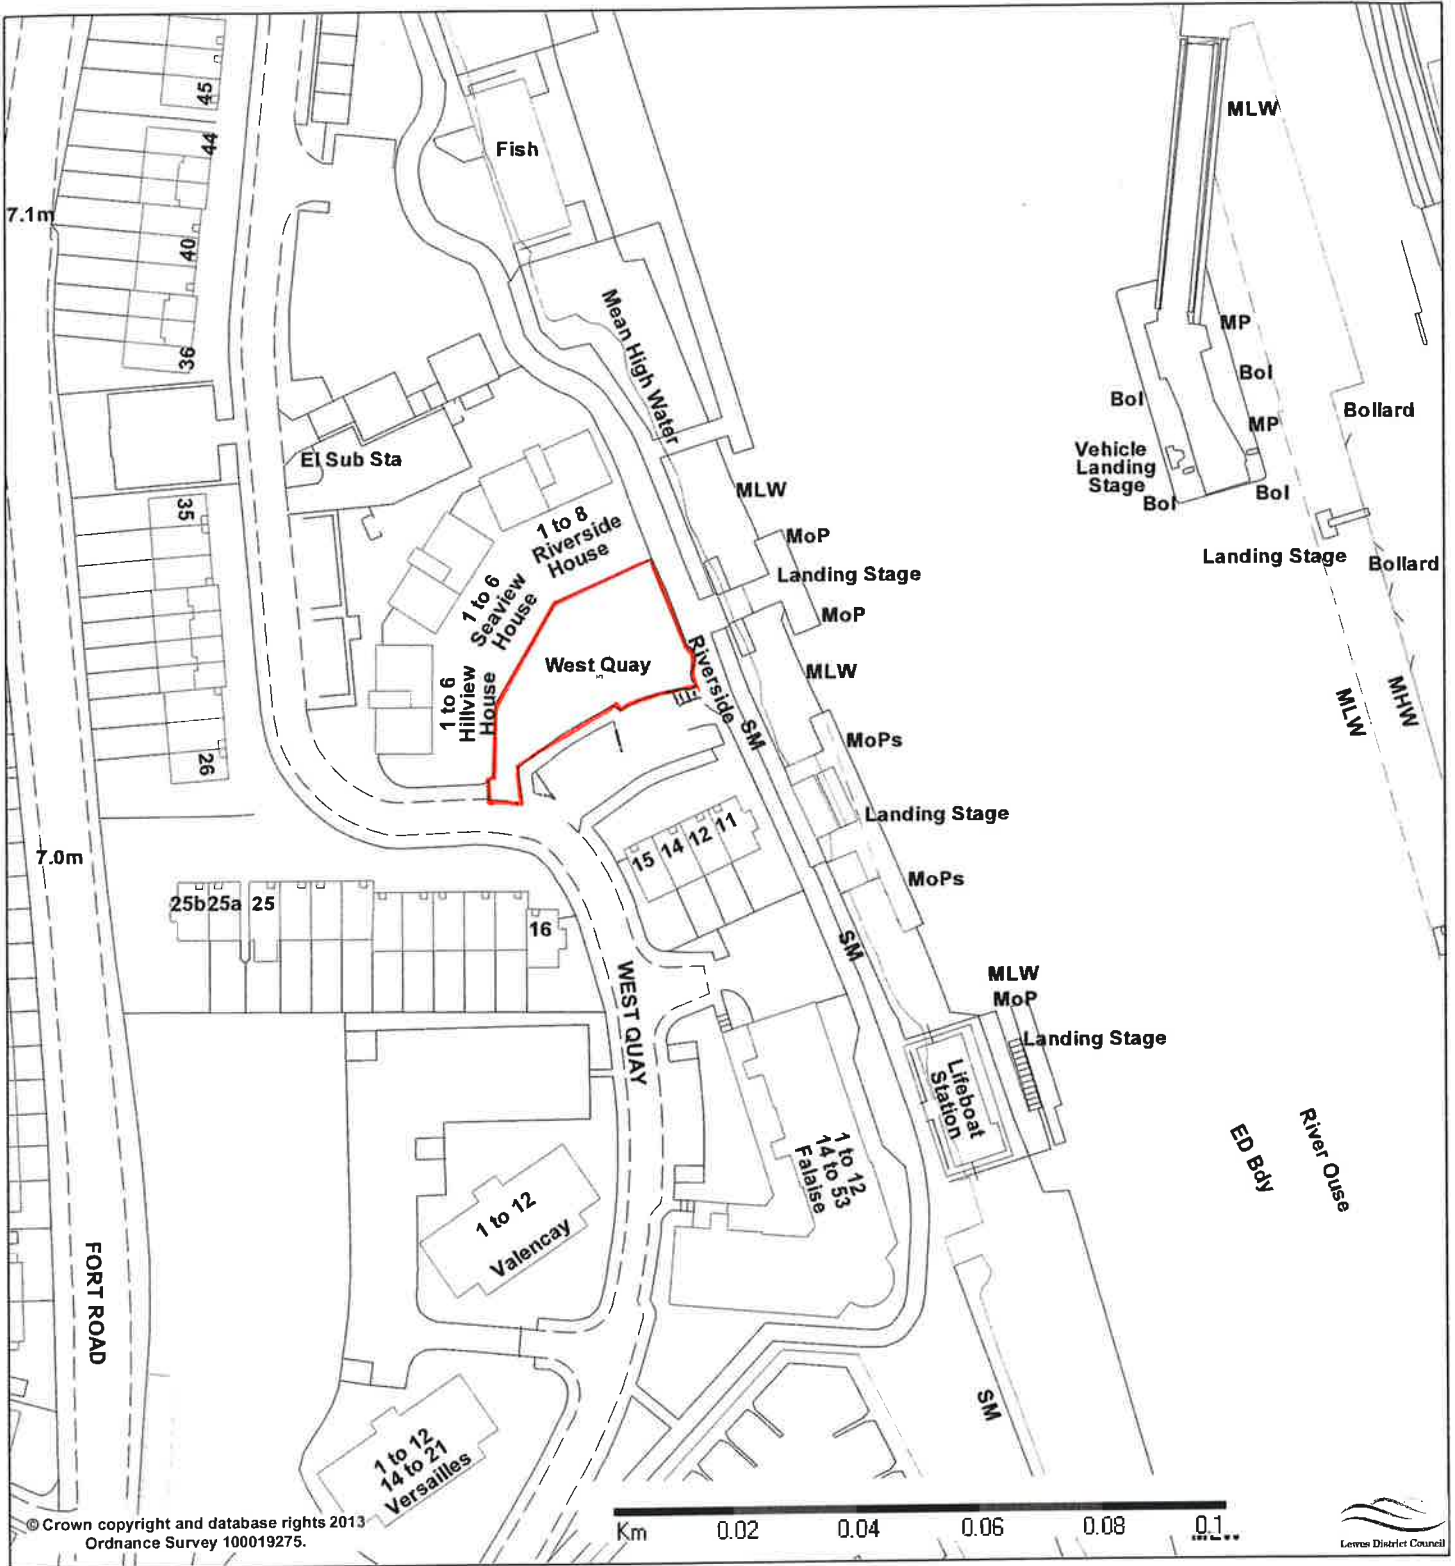 45
44
Fish
MLW
7.1m
40
36
Mean High Water
MP
Bol
Bol
MP
Bollard
El Sub Sta
Vehicle
Landing
Stage
Bol
Bol
35
MLW
1 to 8
Riverside
House
MoP
Landing Stage
Bollard
Landing Stage
1 to 6
Seaview
House
MoP
West Quay
Riverside
MLW
1 to 6
Hillview
House
MLW
MHW
SM
MoPs
26
Landing Stage
15 14 12 11
7.0m
MoPs
25b 25a 25
16
SM
WEST QUAY
MLW
MoP
Landing Stage
Lifeboat
Station
1 to 12
14 to 53
Falaise
ED Bdy
River Ouse
1 to 12
Valencay
FORT ROAD
SM
1 to 12
14 to 21
Versailles
© Crown copyright and database rights 2013
Ordnance Survey 100019275.
Km 0.02 0.04 0.06 0.08 0.1
Lewes District Council